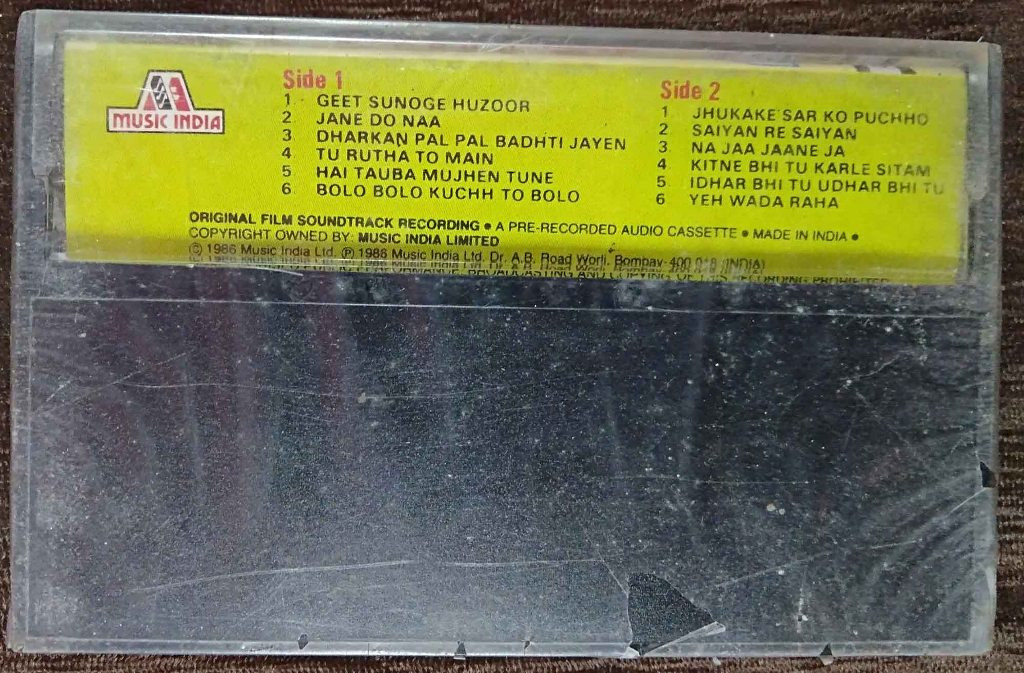 MUSIC INDIA
Side 1
1 GEET SUNOGE HUZOOR
2 JANE DO NAA
3 DHARKAN PAL PAL BADHTI JAYEN
4 TU RUTHA TO MAIN
5 HAI TAUBA MUJHEN TUNE
6 BOLO BOLO KUCHH TO BOLO
Side 2
1 JHUKAKE SAR KO PUCHHO
2 SAIYAN RE SAIYAN
3 NA JAA JAANE JA
4 KITNE BHI TU KARLE SITAM
5 IDHAR BHI TU UDHAR BHI TU
6 YEH WADA RAHA
ORIGINAL FILM SOUNDTRACK RECORDING ● A PRE-RECORDED AUDIO CASSETTE ● MADE IN INDIA ●
COPYRIGHT OWNED BY: MUSIC INDIA LIMITED
© 1986 Music India Ltd. ℗ 1986 Music India Ltd. Dr. A.B. Road Worli, Bombay-400 018 (INDIA)